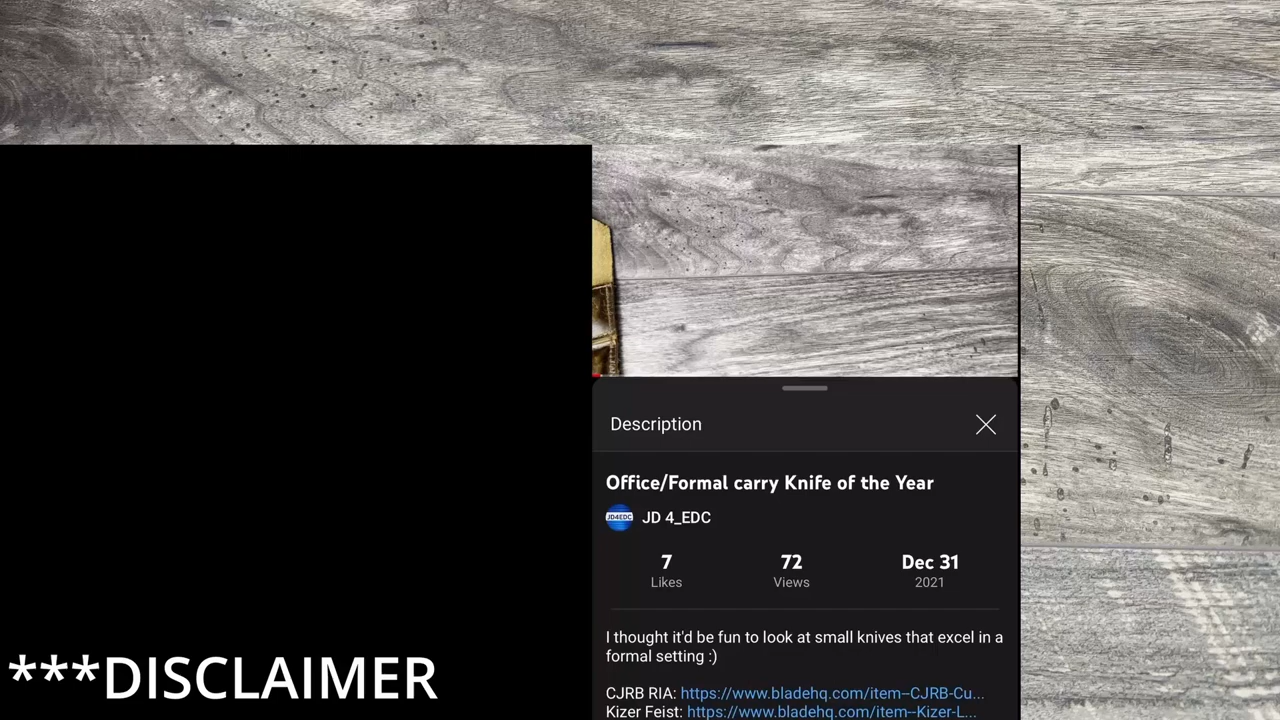 Description
Office/Formal carry Knife of the Year
JD4EDC
JD 4_EDC
7
72
Dec 31
Likes
Views
2021
I thought it'd be fun to look at small knives that excel in a
formal setting :)
CJRB RIA: https://www.bladehq.com/item--CJRB-Cu...
Kizer Feist: https://www.bladehq.com/item--Kizer-L...
***DISCLAIMER